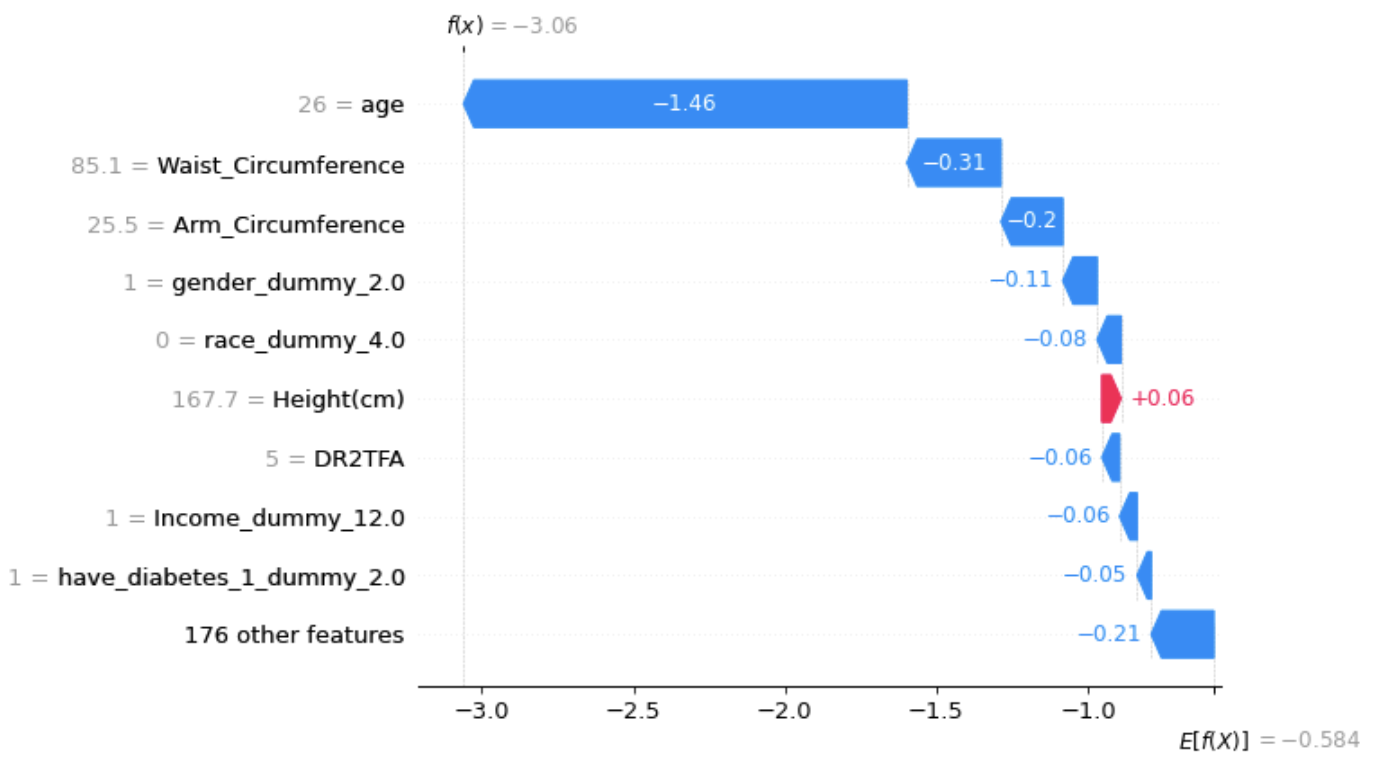 f(x) = −3.06
26 = age −1.46
85.1 = Waist_Circumference −0.31
25.5 = Arm_Circumference −0.2
1 = gender_dummy_2.0 −0.11
0 = race_dummy_4.0 −0.08
167.7 = Height(cm) +0.06
5 = DR2TFA −0.06
1 = Income_dummy_12.0 −0.06
1 = have_diabetes_1_dummy_2.0 −0.05
176 other features −0.21
−3.0 −2.5 −2.0 −1.5 −1.0
E[f(X)] = −0.584